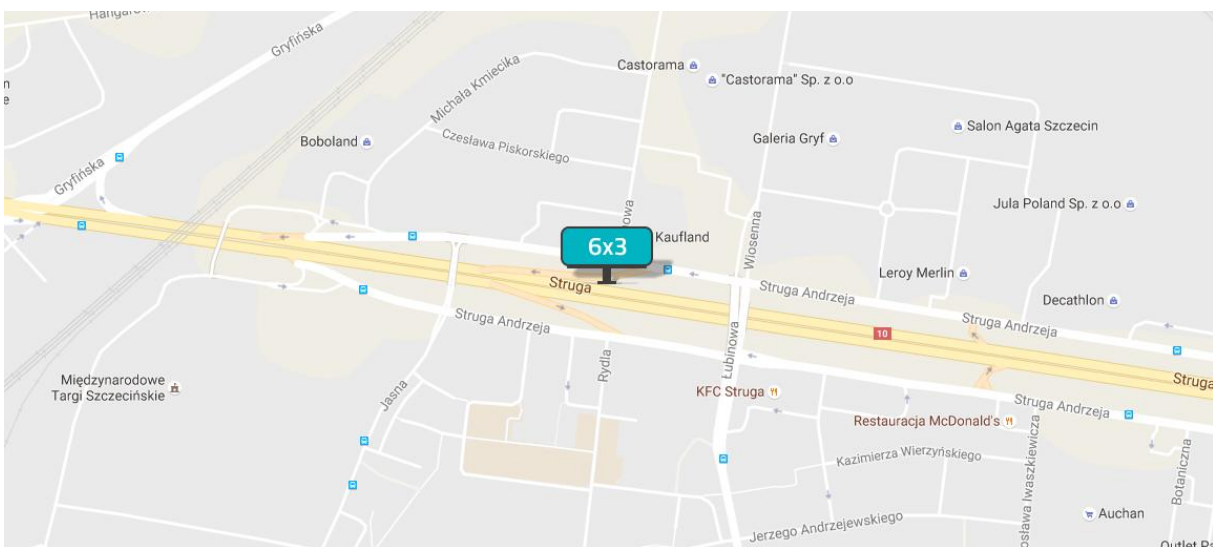 Gryfińska
Castorama
"Castorama" Sp. z o.o
Michała Kmiecika
Salon Agata Szczecin
Boboland
Galeria Gryf
Czesława Piskorskiego
Gryfińska
Jula Poland Sp. z o.o
Wiosenna
6x3
Kaufland
Leroy Merlin
Struga
Struga Andrzeja
Decathlon
Struga Andrzeja
Struga Andrzeja
10
Łubinowa
Rydla
Międzynarodowe
Targi Szczecińskie
Struga
Jasna
KFC Struga
Struga Andrzeja
Restauracja McDonald's
Kazimierza Wierzyńskiego
Botaniczna
Auchan
Jerzego Andrzejewskiego